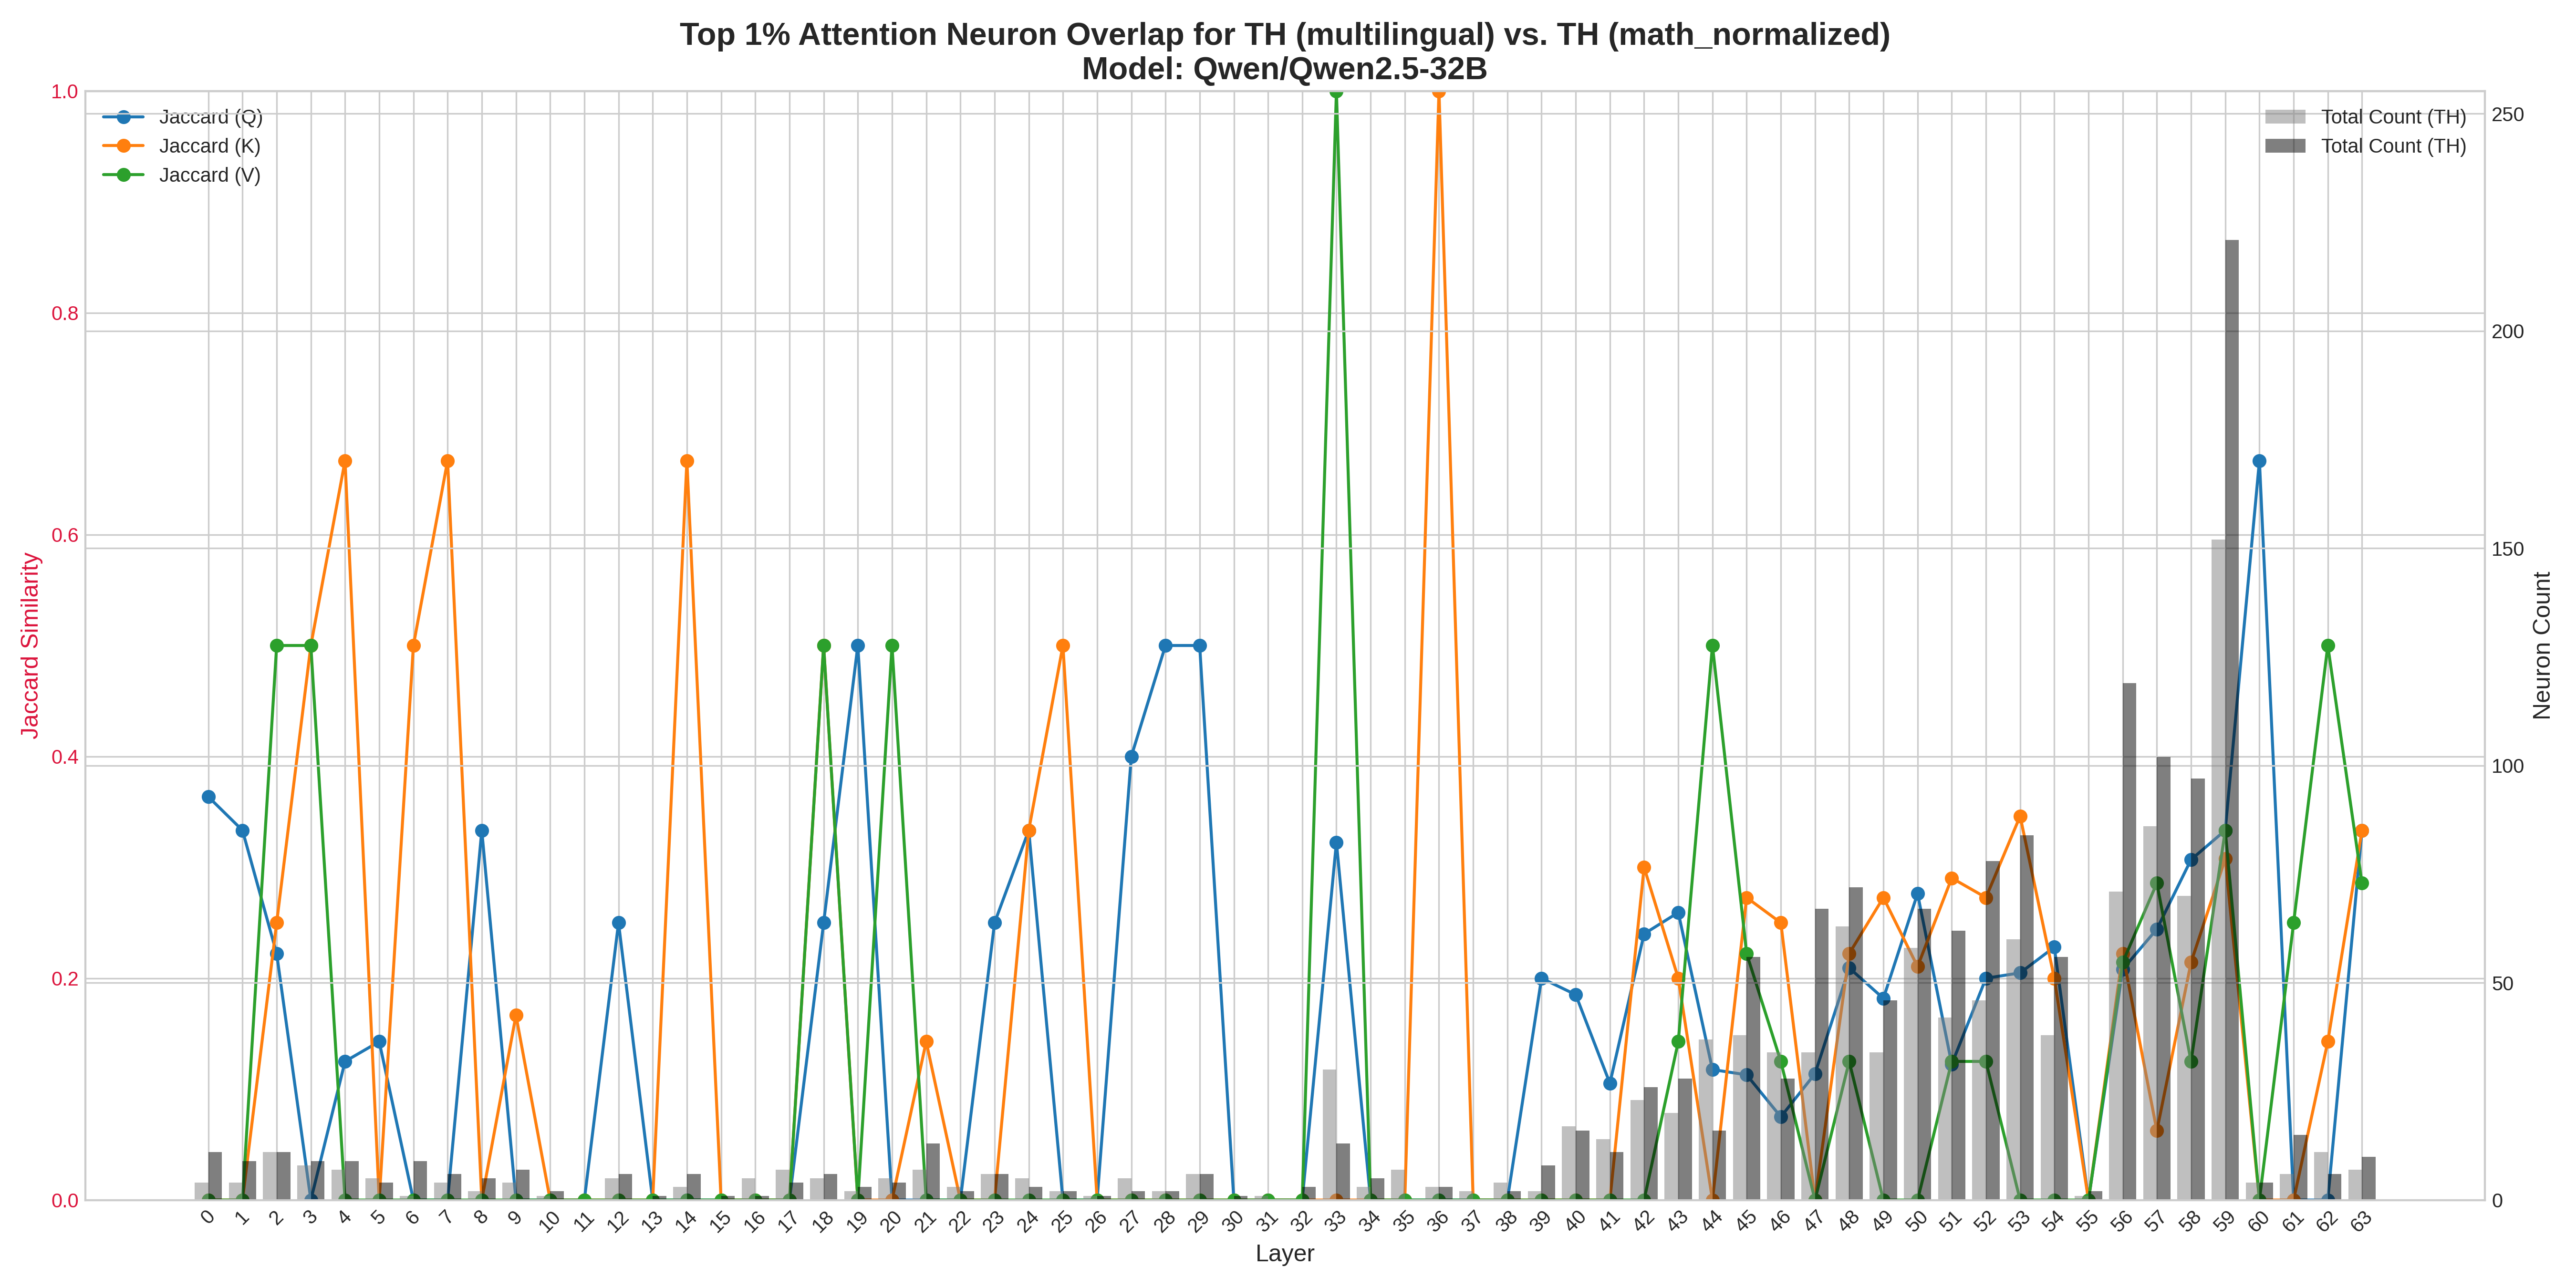 Top 1% Attention Neuron Overlap for TH (multilingual) vs. TH (math_normalized)
Model: Qwen/Qwen2.5-32B
Jaccard (Q)
Jaccard (K)
Jaccard (V)
Total Count (TH)
Total Count (TH)
Jaccard Similarity
1.0
0.8
0.6
0.4
0.2
0.0
Neuron Count
250
200
150
100
50
0
0 1 2 3 4 5 6 7 8 9 10 11 12 13 14 15 16 17 18 19 20 21 22 23 24 25 26 27 28 29 30 31 32 33 34 35 36 37 38 39 40 41 42 43 44 45 46 47 48 49 50 51 52 53 54 55 56 57 58 59 60 61 62 63
Layer